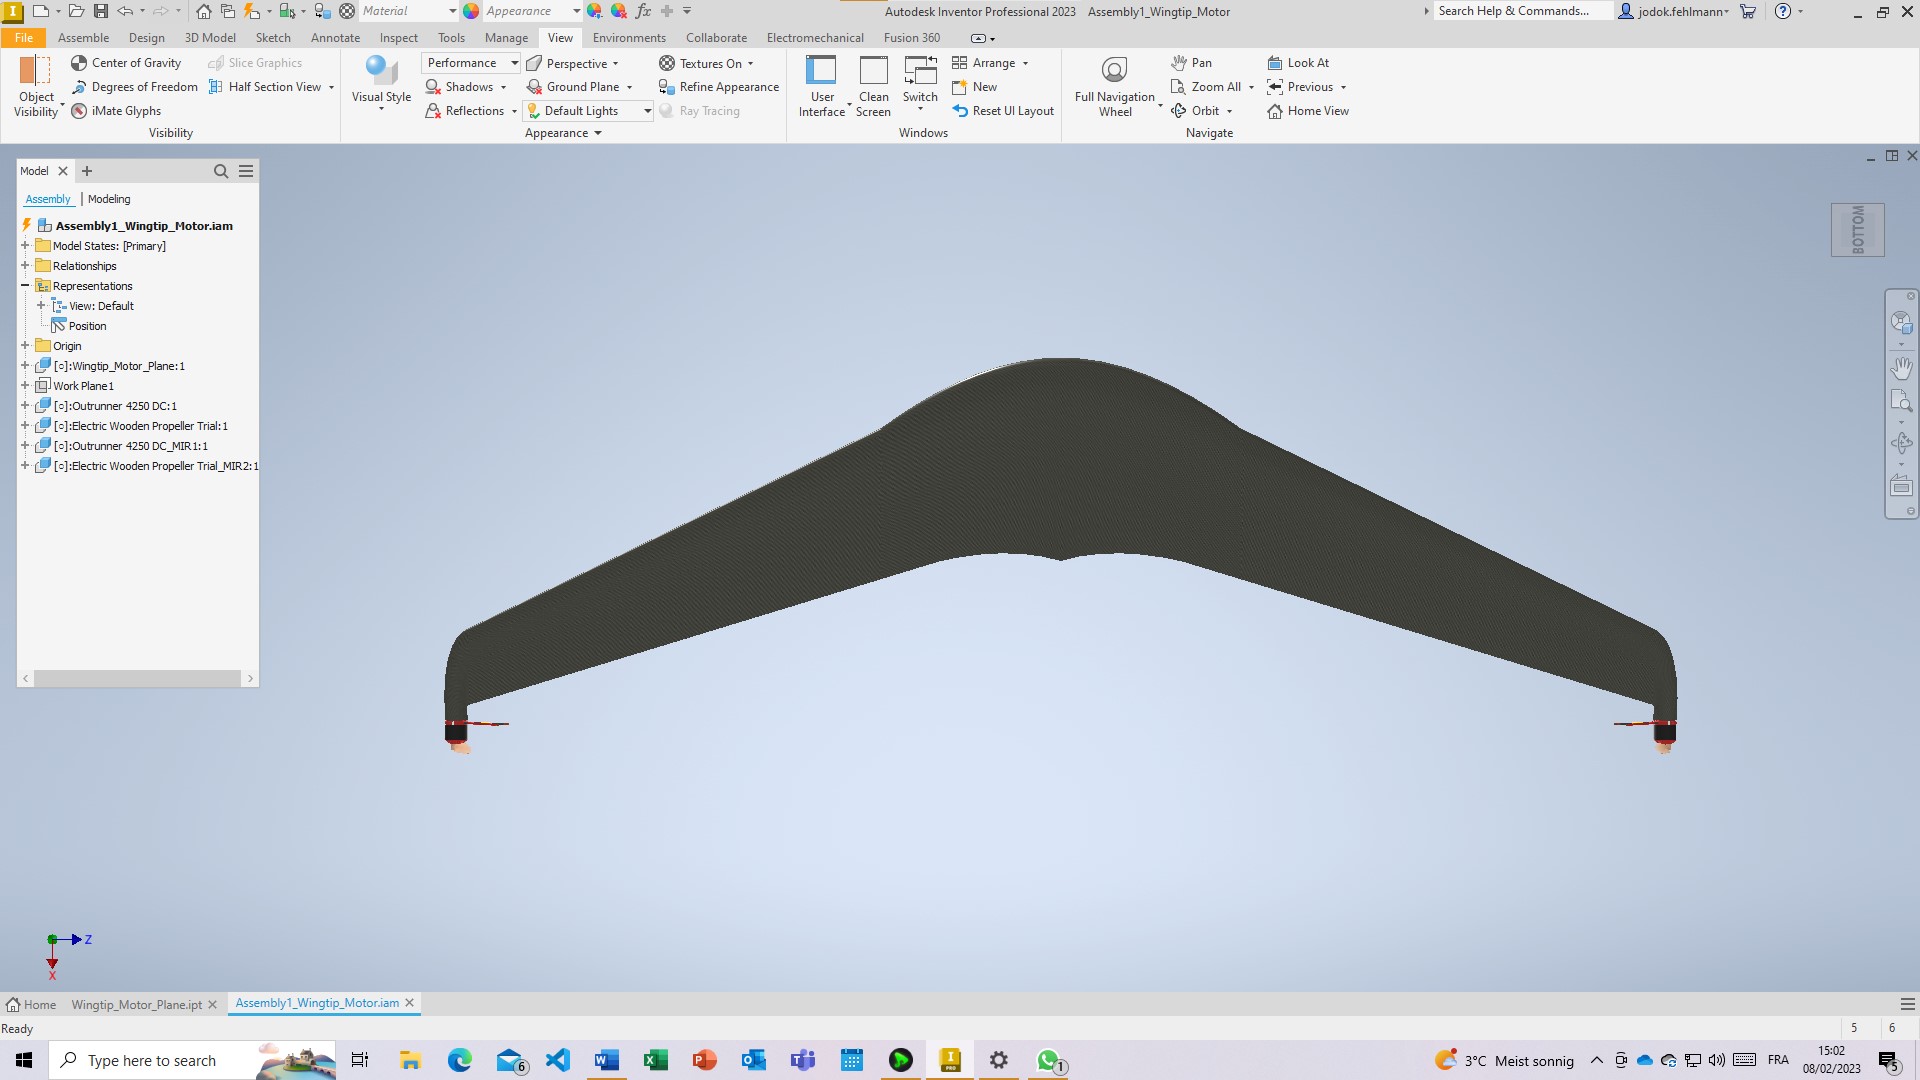 Material
Appearance
fx
Autodesk Inventor Professional 2023 Assembly1_Wingtip_Motor
Search Help & Commands...
jodok.fehlmann
File Assemble Design 3D Model Sketch Annotate Inspect Tools Manage View Environments Collaborate Electromechanical Fusion 360
Object Visibility
Center of Gravity
Slice Graphics
Degrees of Freedom
Half Section View
iMate Glyphs
Visibility
Visual Style
Performance
Perspective
Textures On
Shadows
Ground Plane
Refine Appearance
Reflections
Default Lights
Ray Tracing
Appearance
User Interface
Clean Screen
Switch
Arrange
New
Reset UI Layout
Windows
Full Navigation Wheel
Pan
Look At
Zoom All
Previous
Orbit
Home View
Navigate
Model
Assembly | Modeling
Assembly1_Wingtip_Motor.iam
Model States: [Primary]
Relationships
Representations
View: Default
Position
Origin
[○]:Wingtip_Motor_Plane:1
Work Plane1
[○]:Outrunner 4250 DC:1
[○]:Electric Wooden Propeller Trial:1
[○]:Outrunner 4250 DC_MIR1:1
[○]:Electric Wooden Propeller Trial_MIR2:1
BOTTOM
Z
X
Home Wingtip_Motor_Plane.ipt Assembly1_Wingtip_Motor.iam
Ready
5 6
Type here to search
6
1
3°C Meist sonnig
FRA
15:02
08/02/2023
5